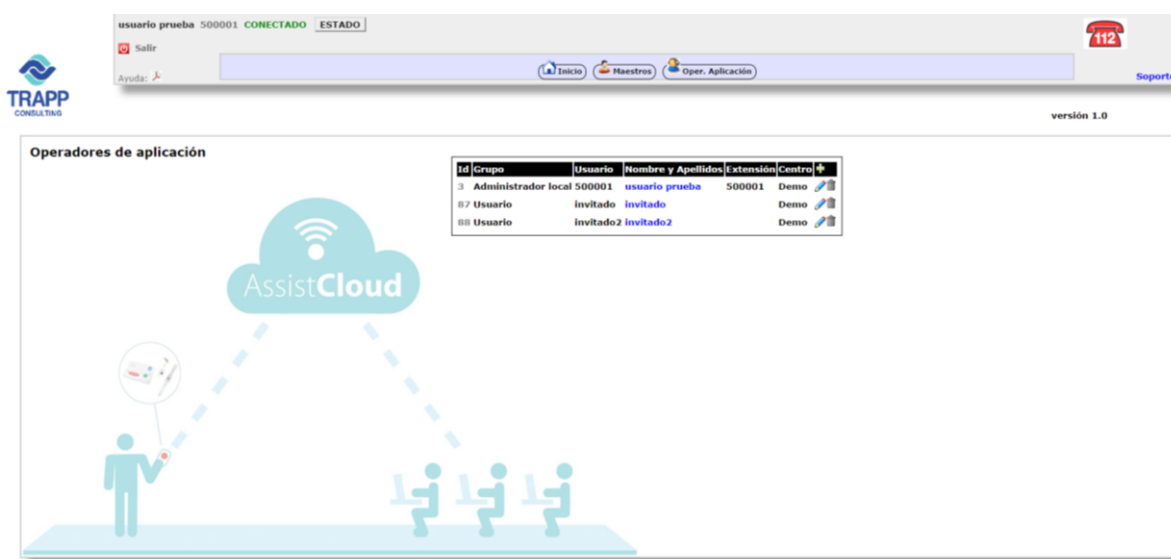 usuario prueba 500001 CONECTADO ESTADO
112
Salir
Inicio Maestros Oper. Aplicación
Ayuda:
Soporte
TRAPP
CONSULTING
versión 1.0
Operadores de aplicación
Id Grupo Usuario Nombre y Apellidos Extensión Centro
3 Administrador local 500001 usuario prueba 500001 Demo
87 Usuario invitado invitado Demo
88 Usuario invitado2 invitado2 Demo
AssistCloud